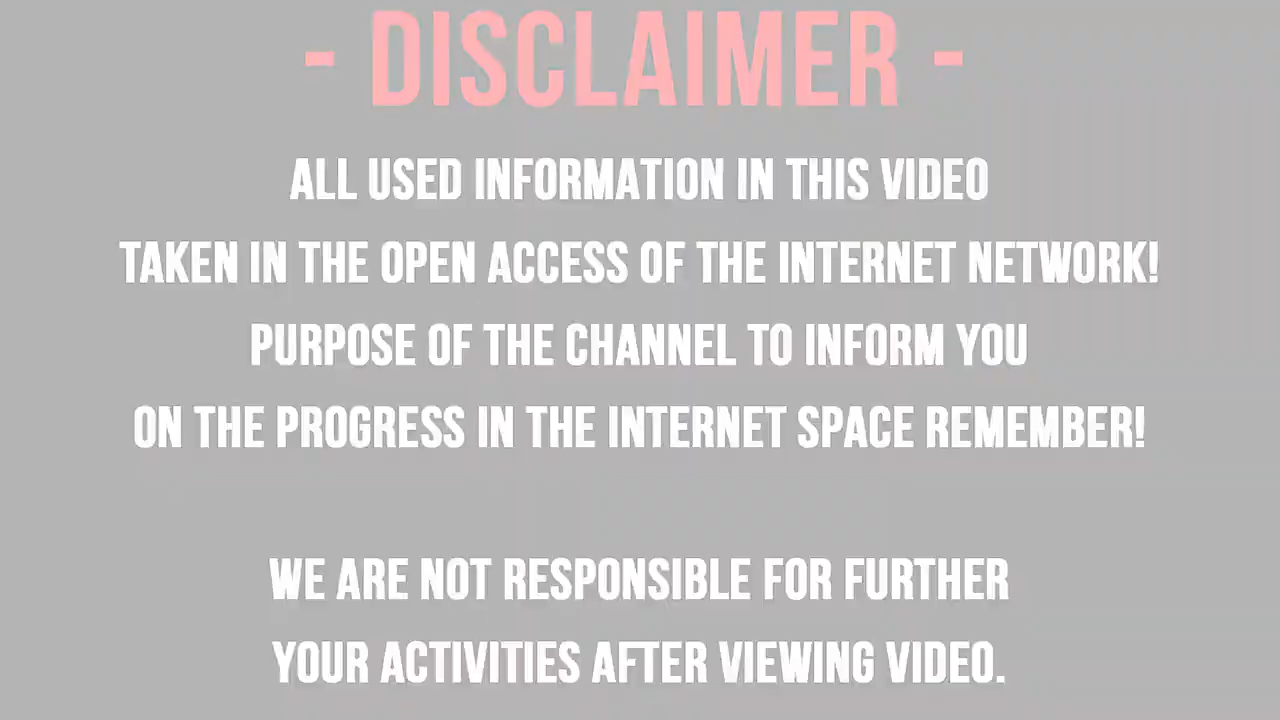 - DISCLAIMER -
ALL USED INFORMATION IN THIS VIDEO
TAKEN IN THE OPEN ACCESS OF THE INTERNET NETWORK!
PURPOSE OF THE CHANNEL TO INFORM YOU
ON THE PROGRESS IN THE INTERNET SPACE REMEMBER!
WE ARE NOT RESPONSIBLE FOR FURTHER
YOUR ACTIVITIES AFTER VIEWING VIDEO.